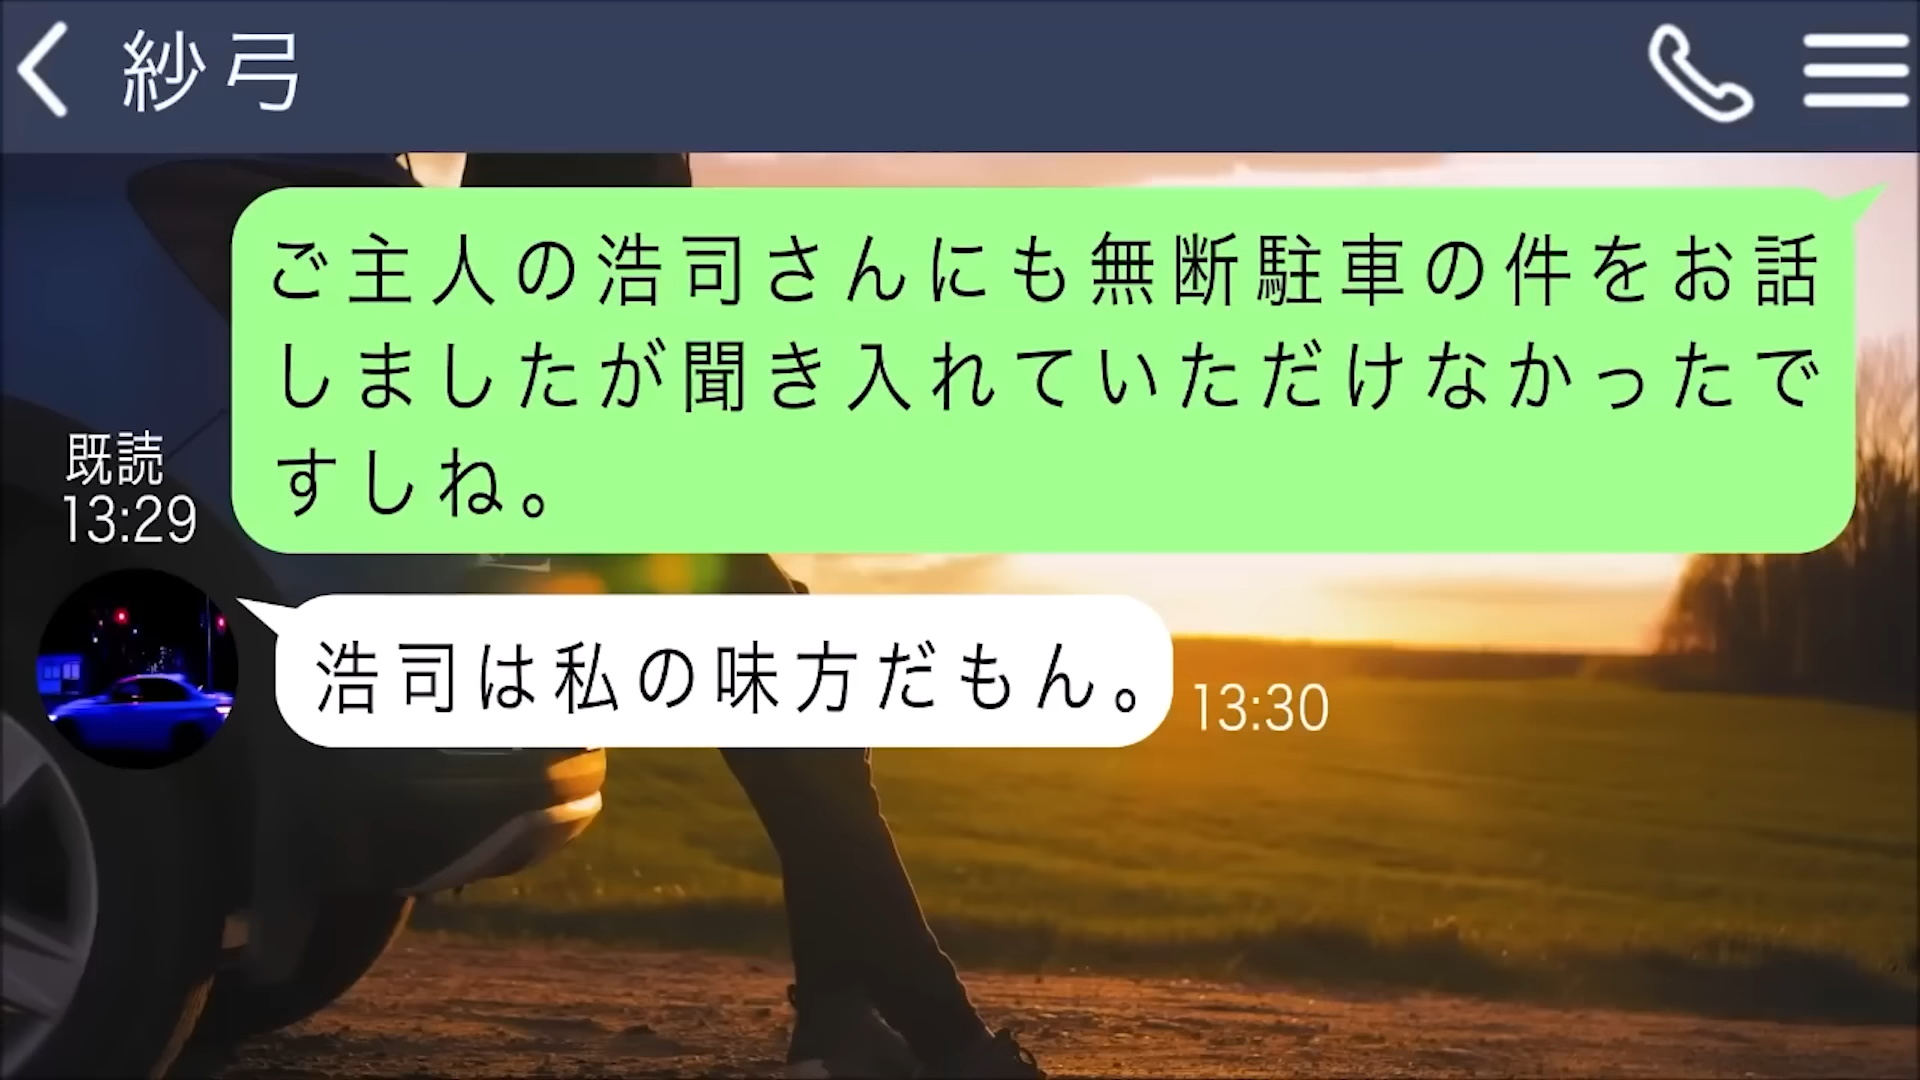 紗弓
ご主人の浩司さんにも無断駐車の件をお話
しましたが聞き入れていただけなかったで
すしね。
既読
13:29
浩司は私の味方だもん。
13:30